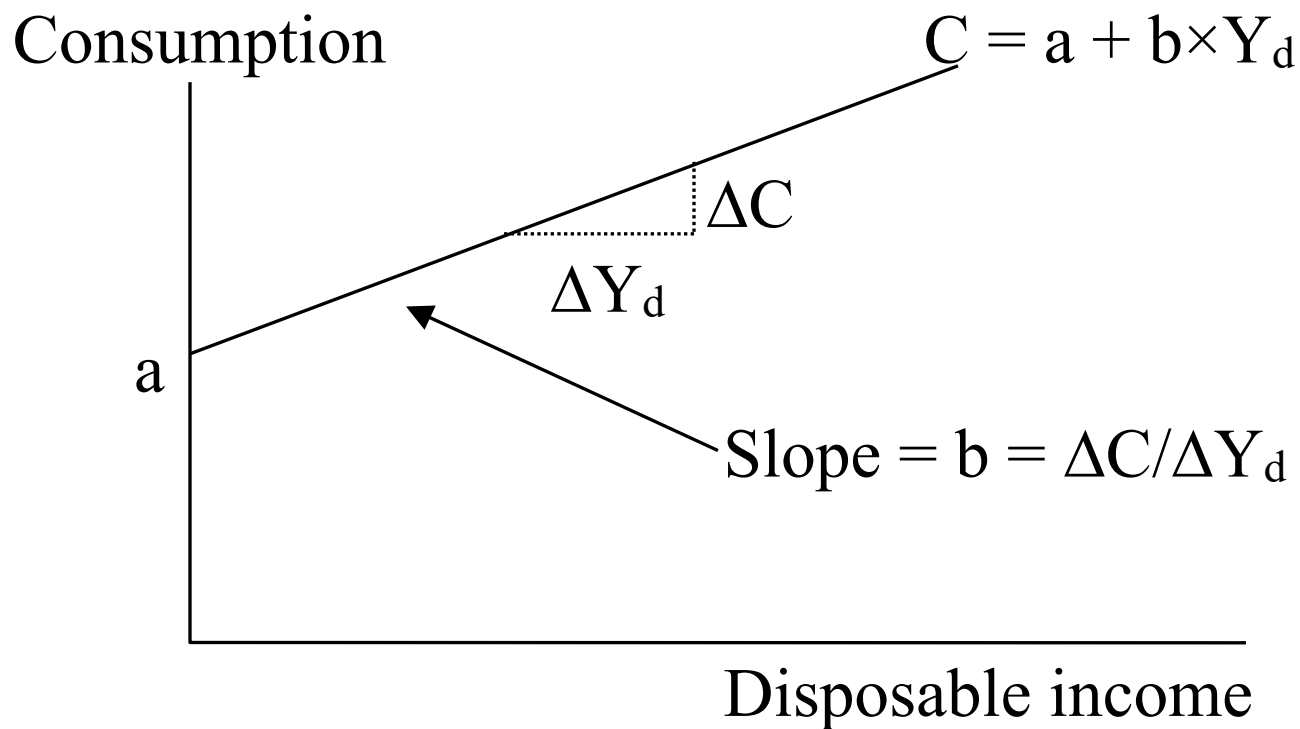 Consumption
C = a + b×Yd
ΔC
ΔYd
a
Slope = b = ΔC/ΔYd
Disposable income